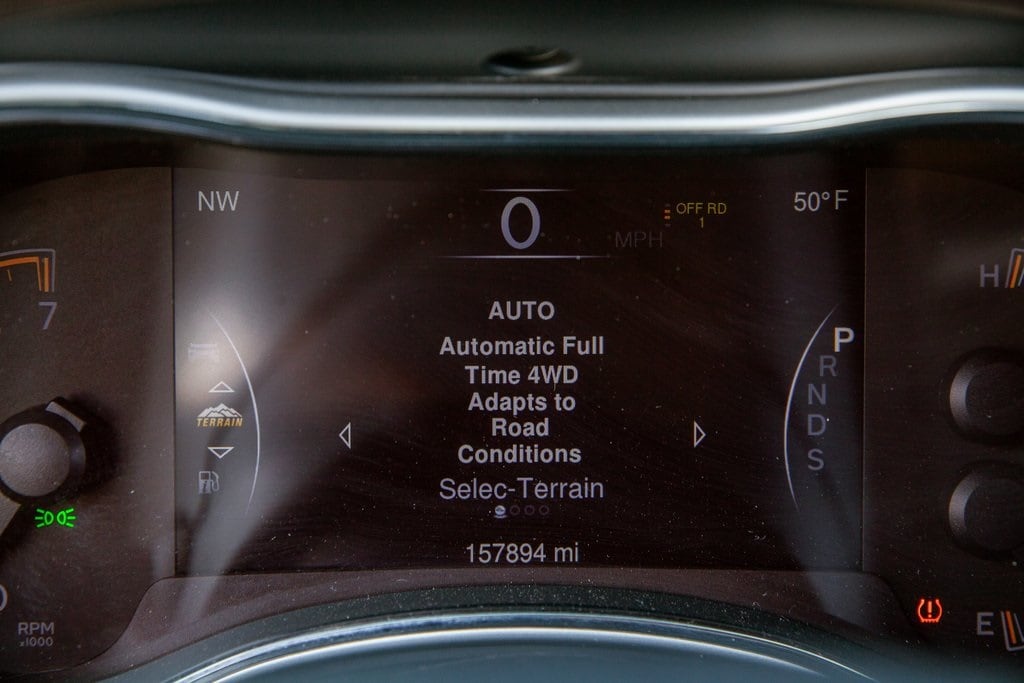 NW
0
MPH
OFF RD
1
50°F
7
H
AUTO
Automatic Full
Time 4WD
Adapts to
Road
Conditions
Selec-Terrain
157894 mi
TERRAIN
P
R
N
D
S
RPM
x1000
E